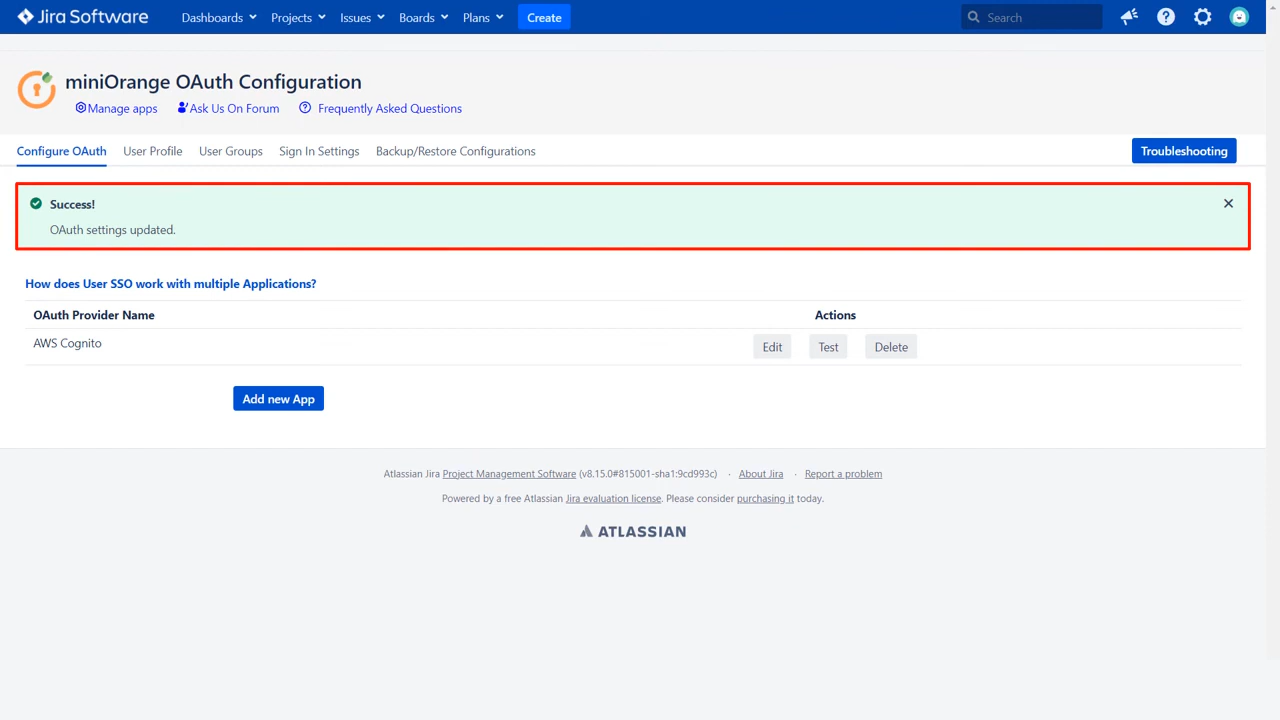 Jira Software Dashboards Projects Issues Boards Plans Create Search
miniOrange OAuth Configuration
Manage apps Ask Us On Forum Frequently Asked Questions
Configure OAuth User Profile User Groups Sign In Settings Backup/Restore Configurations Troubleshooting
Success!
OAuth settings updated.
How does User SSO work with multiple Applications?
OAuth Provider Name Actions
AWS Cognito Edit Test Delete
Add new App
Atlassian Jira Project Management Software (v8.15.0#815001-sha1:9cd993c) · About Jira · Report a problem
Powered by a free Atlassian Jira evaluation license. Please consider purchasing it today.
ATLASSIAN